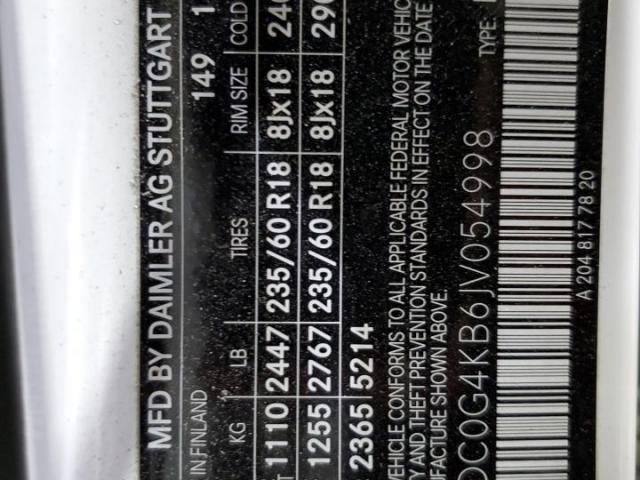 MFD BY DAIMLER AG STUTTGART
IN FINLAND 149 1
KG LB TIRES RIM SIZE COLD
T 1110 2447 235/60 R18 8Jx18 240
1255 2767 235/60 R18 8Jx18 290
2365 5214
VEHICLE CONFORMS TO ALL APPLICABLE FEDERAL MOTOR VEHIC
Y AND THEFT PREVENTION STANDARDS IN EFFECT ON THE DATE
UFACTURE SHOWN ABOVE.
DC0G4KB6JV054998 TYPE:
A 204 817 78 20